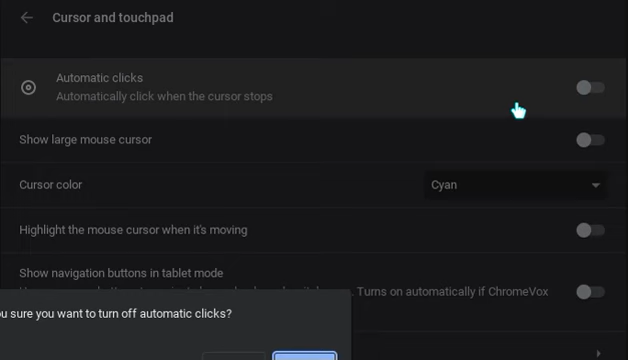 Cursor and touchpad
Automatic clicks
Automatically click when the cursor stops
Show large mouse cursor
Cursor color
Cyan
Highlight the mouse cursor when it's moving
Show navigation buttons in tablet mode
. Turns on automatically if ChromeVox
u sure you want to turn off automatic clicks?